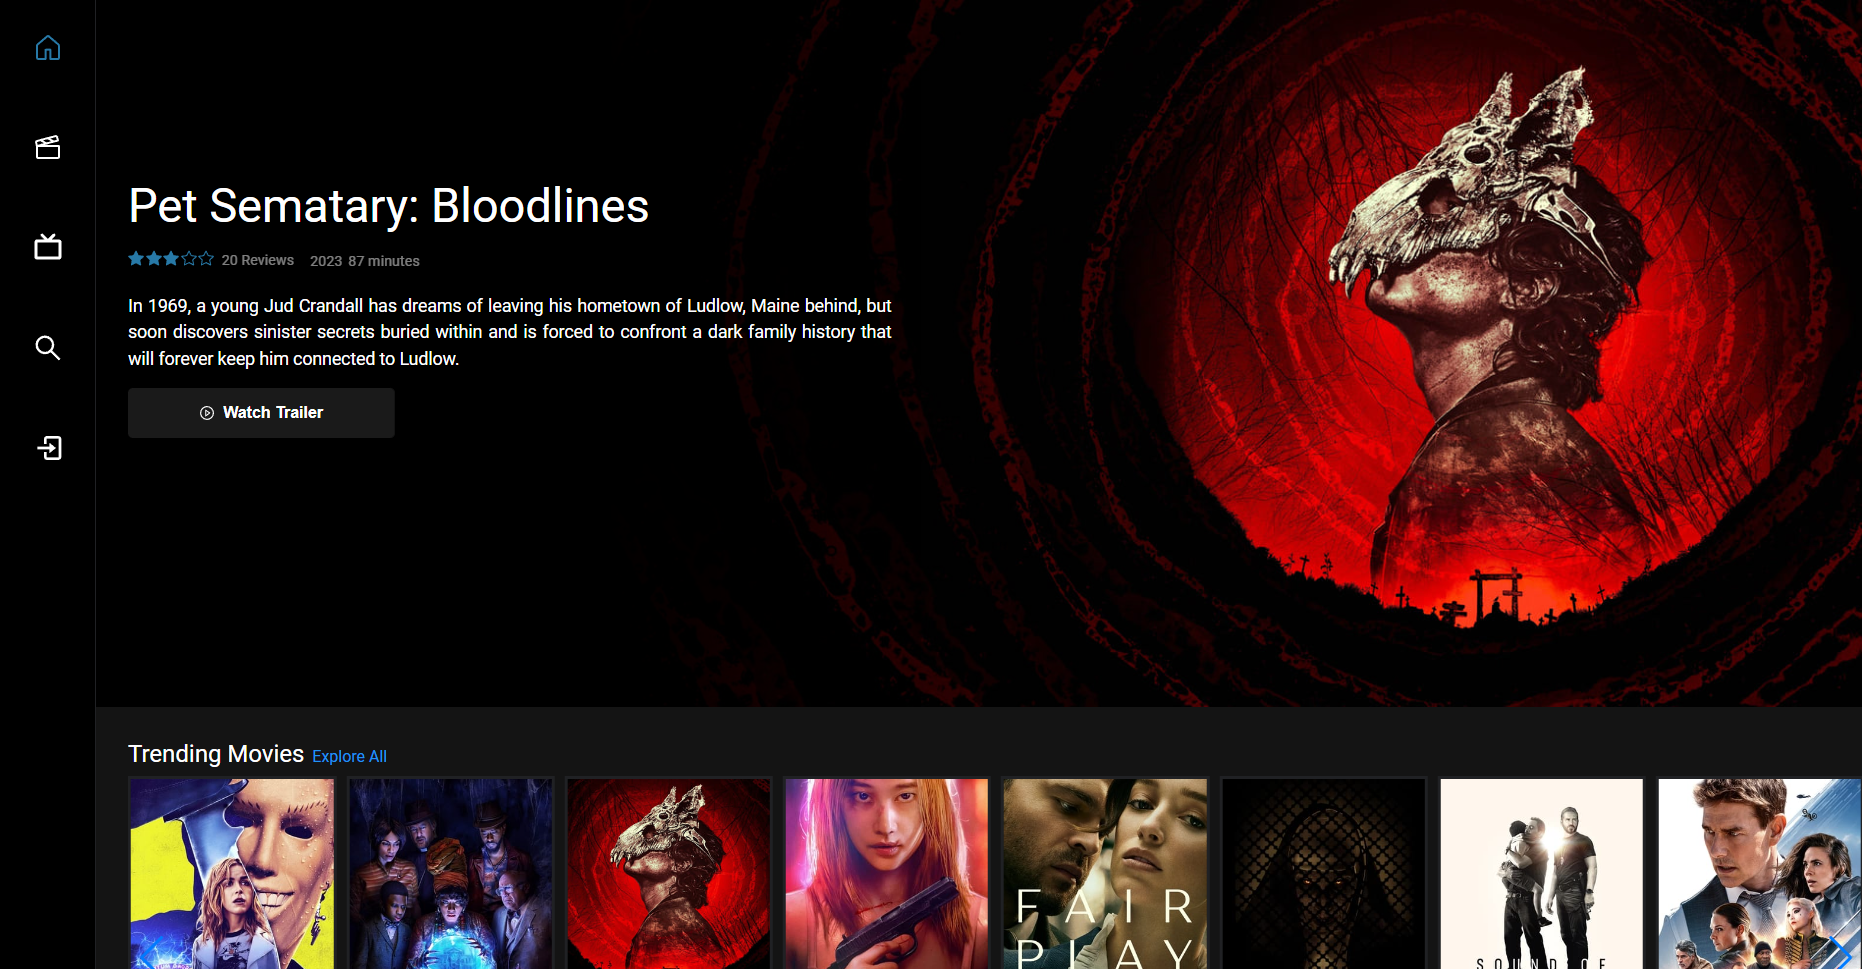 Pet Sematary: Bloodlines
20 Reviews 2023 87 minutes
In 1969, a young Jud Crandall has dreams of leaving his hometown of Ludlow, Maine behind, but
soon discovers sinister secrets buried within and is forced to confront a dark family history that
will forever keep him connected to Ludlow.
Watch Trailer
Trending Movies Explore All
FAIR
PLAY
SOUND OF